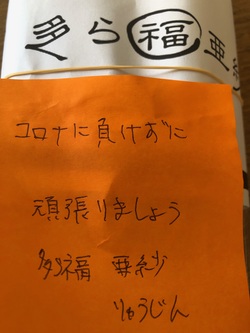 多ら福 亜紗
コロナに負けずに
頑張りましょう
多福 亜紗
りゅうじん